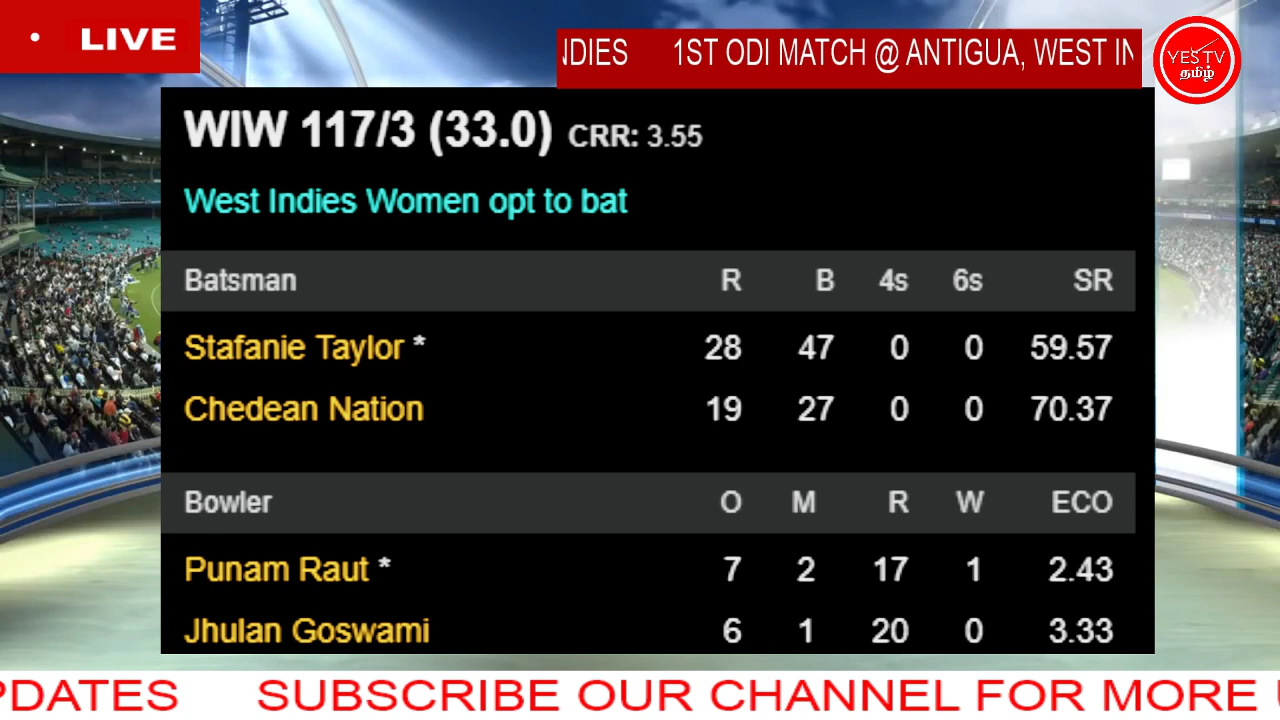 • LIVE
NDIES 1ST ODI MATCH @ ANTIGUA, WEST IN
YES TV
தமிழ்
WIW 117/3 (33.0) CRR: 3.55
West Indies Women opt to bat
Batsman R B 4s 6s SR
Stafanie Taylor * 28 47 0 0 59.57
Chedean Nation 19 27 0 0 70.37
Bowler O M R W ECO
Punam Raut * 7 2 17 1 2.43
Jhulan Goswami 6 1 20 0 3.33
PDATES SUBSCRIBE OUR CHANNEL FOR MORE